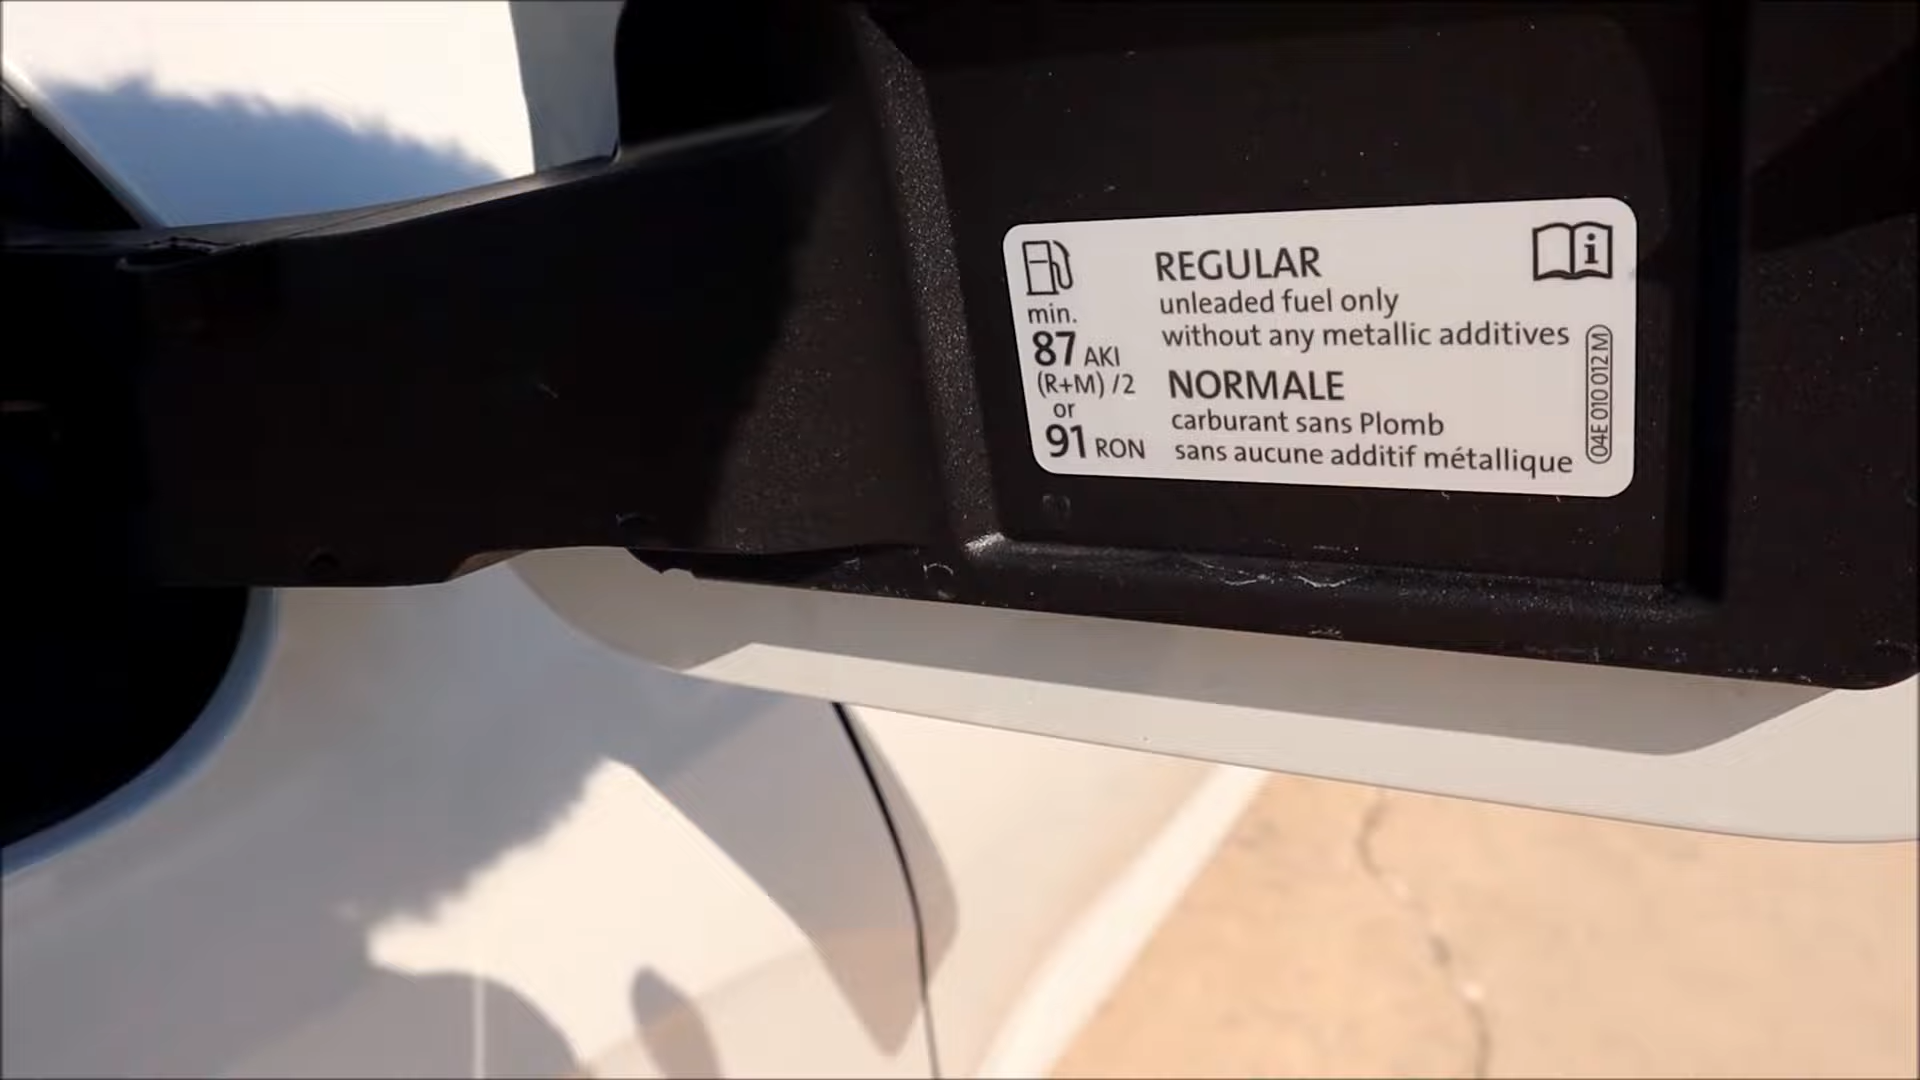 min.
87 AKI
(R+M) /2
or
91 RON
REGULAR
unleaded fuel only
without any metallic additives
NORMALE
carburant sans Plomb
sans aucune additif métallique
i
04E 010 012 M